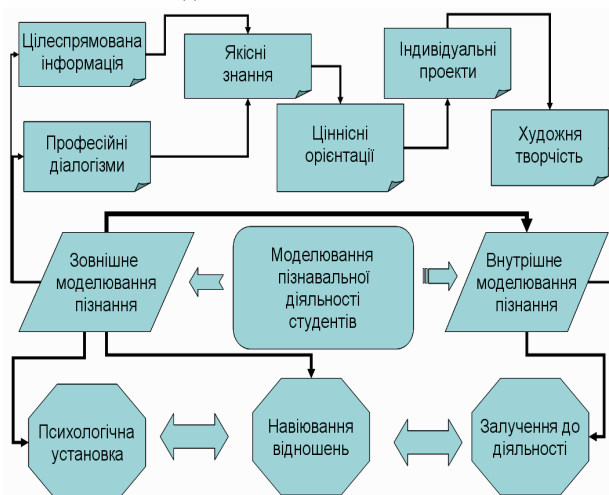 Цілеспрямована
інформація
Якісні
знання
Індивідуальні
проекти
Професійні
діалогізми
Ціннісні
орієнтації
Художня
творчість
Зовнішнє
моделювання
пізнання
Моделювання
пізнавальної
діяльності
студентів
Внутрішнє
моделювання
пізнання
Психологічна
установка
Навіювання
відношень
Залучення до
діяльності